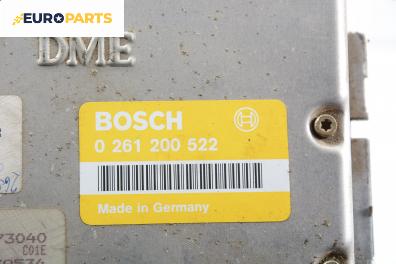 EUROPARTS
DME
BOSCH
0 261 200 522
Made in Germany
73040
C01E